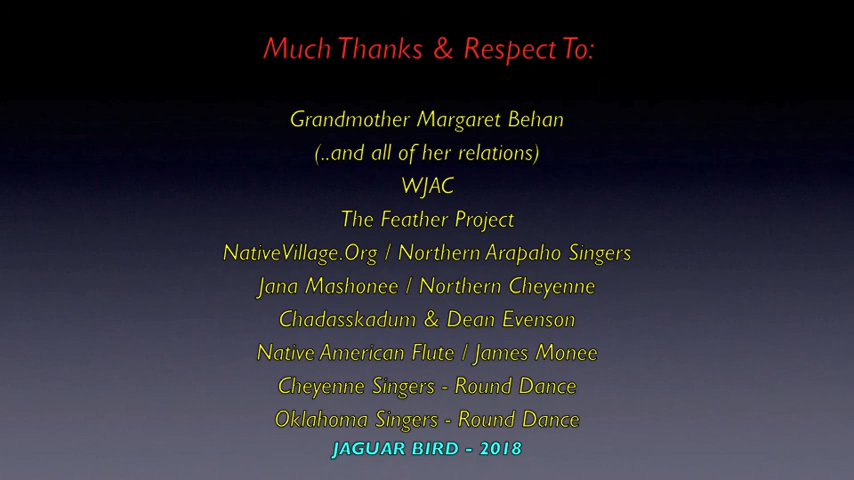 Much Thanks & Respect To:
Grandmother Margaret Behan
(..and all of her relations)
WJAC
The Feather Project
NativeVillage.Org / Northern Arapaho Singers
Jana Mashonee / Northern Cheyenne
Chadasskadum & Dean Evenson
Native American Flute / James Monee
Cheyenne Singers - Round Dance
Oklahoma Singers - Round Dance
JAGUAR BIRD - 2018